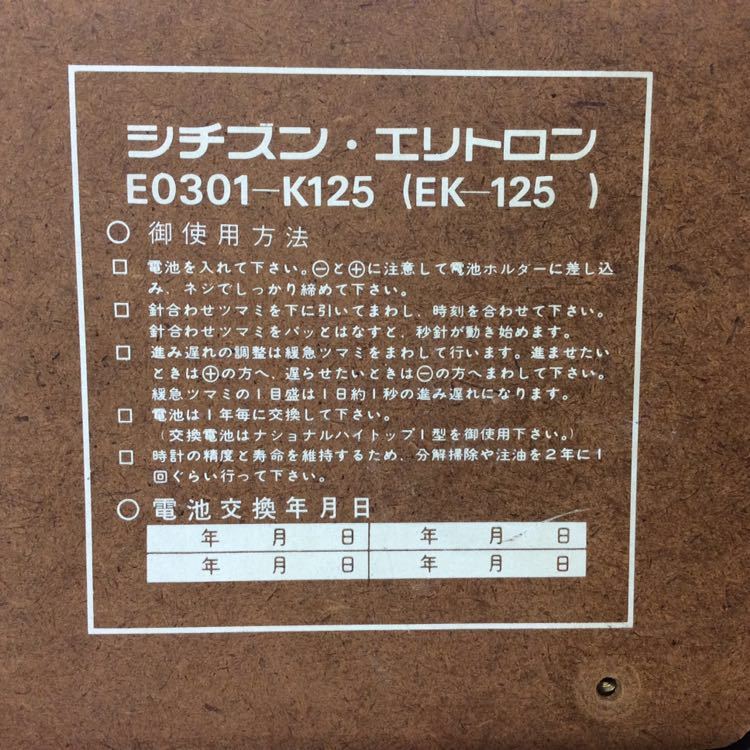 シチズン・エリトロン
E0301—K125 (EK—125 )
○ 御使用方法
□ 電池を入れて下さい。⊖と⊕に注意して電池ホルダーに差し込
み、ネシでしっかり締めて下さい。
□ 針合わせツマミを下に引いてまわし、時刻を合わせて下さい。
針合わせツマミをパッとはなすと、秒針が動き始めます。
□ 進み遅れの調整は緩急ツマミをまわして行います。進ませたい
ときは⊕の方へ、遅らせたいときは⊖の方へまわして下さい。
緩急ツマミの1目盛は1日約1秒の進み遅れになります。
□ 電池は1年毎に交換して下さい。
(交換電池はナショナルハイトップ1型を御使用下さい。)
□ 時計の精度と寿命を維持するため、分解掃除や注油を2年に1
回ぐらい行って下さい。
○ 電池交換年月日
年 月 日 年 月 日
年 月 日 年 月 日